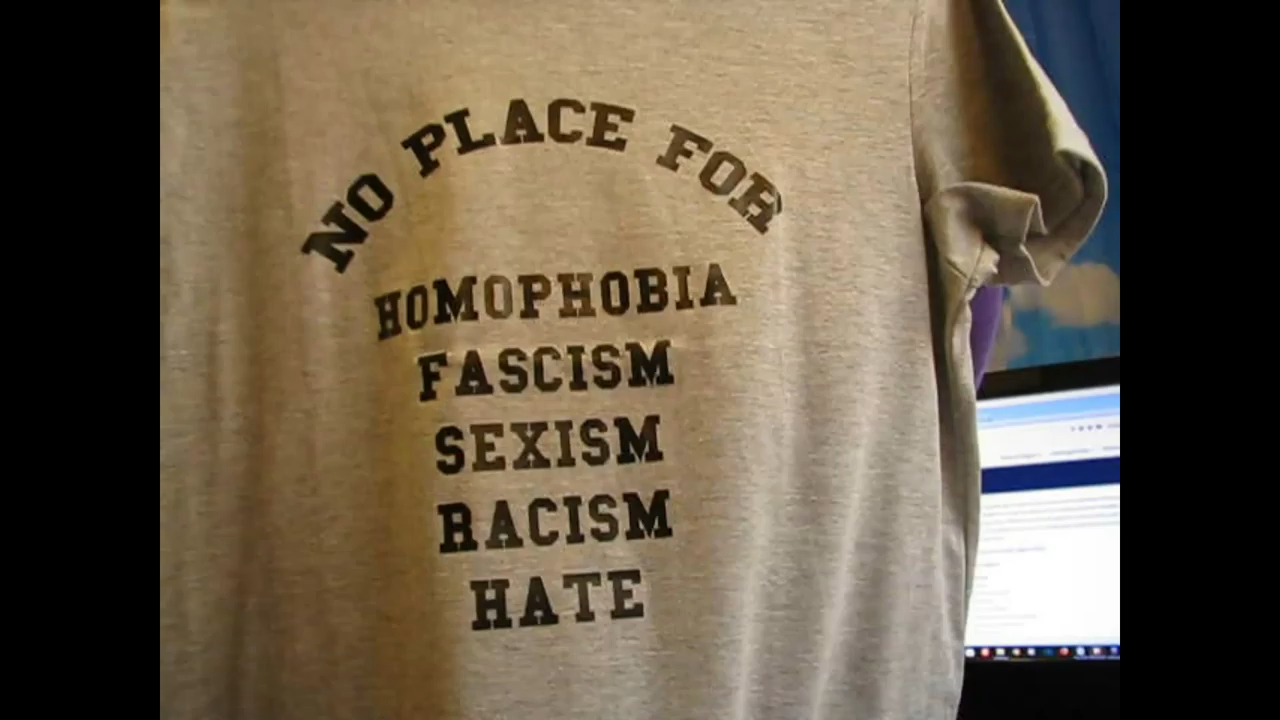 NO PLACE FOR
HOMOPHOBIA
FASCISM
SEXISM
RACISM
HATE